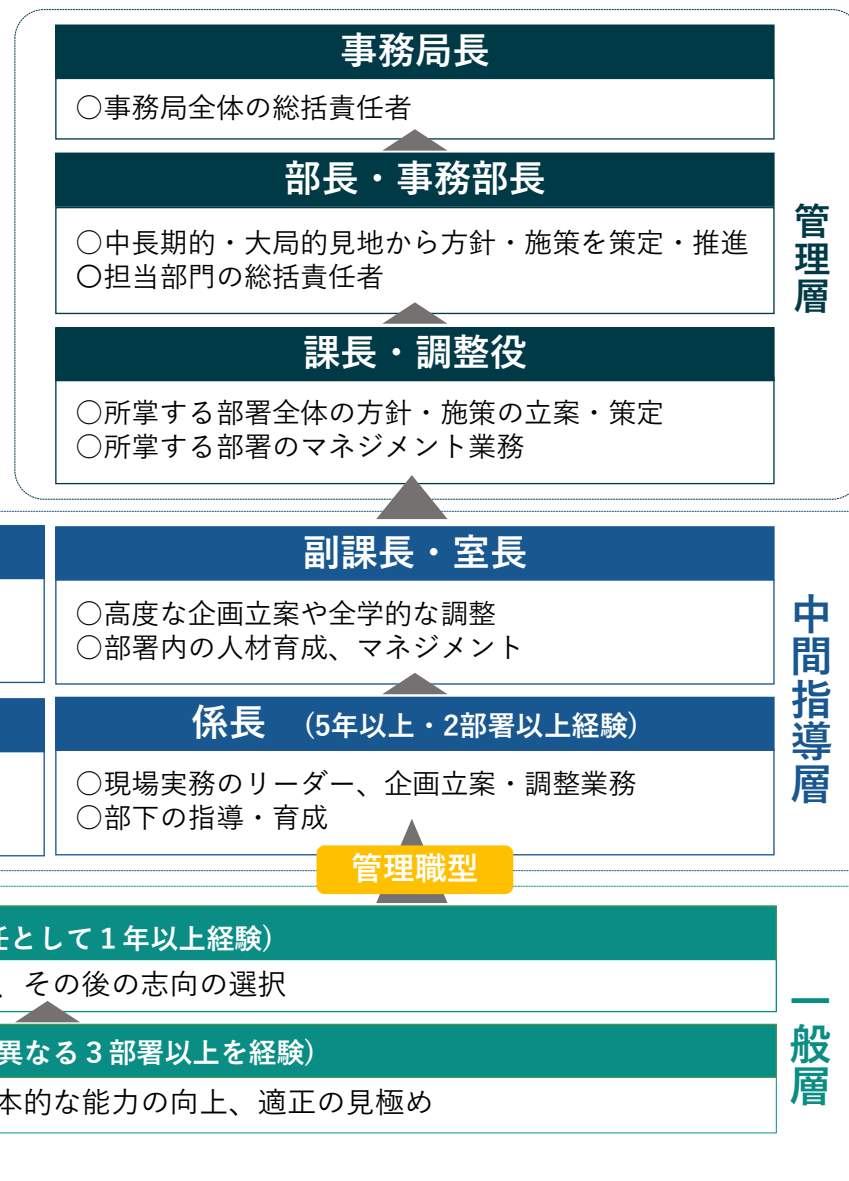 事務局長
○事務局全体の総括責任者
部長・事務部長
○中長期的・大局的見地から方針・施策を策定・推進
〇担当部門の総括責任者
管理層
課長・調整役
○所掌する部署全体の方針・施策の立案・策定
○所掌する部署のマネジメント業務
副課長・室長
○高度な企画立案や全学的な調整
○部署内の人材育成、マネジメント
中間指導層
係長 (5年以上・2部署以上経験)
○現場実務のリーダー、企画立案・調整業務
○部下の指導・育成
管理職型
任として１年以上経験)
、その後の志向の選択
一般層
異なる３部署以上を経験)
本的な能力の向上、適正の見極め